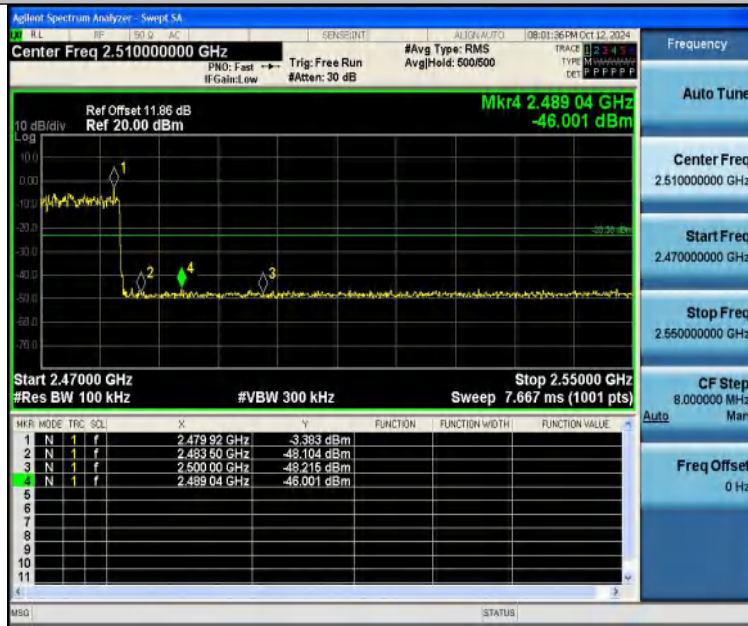 Agilent Spectrum Analyzer - Swept SA
RL RF 50 Ω AC SENSE:INT ALIGN AUTO 08:01:36 PM Oct 12, 2024
Center Freq 2.510000000 GHz
PNO: Fast
IFGain:Low
Trig: Free Run
#Atten: 30 dB
#Avg Type: RMS
Avg|Hold: 500/500
TRACE 1 2 3 4 5 6
TYPE M
DET P P P P P P
Frequency
Auto Tune
Center Freq
2.510000000 GHz
Start Freq
2.470000000 GHz
Stop Freq
2.550000000 GHz
CF Step
8.000000 MHz
Auto Man
Freq Offset
0 Hz
Mkr4 2.489 04 GHz
-46.001 dBm
Ref Offset 11.86 dB
10 dB/div Ref 20.00 dBm
Log
10.0
0.00
-10.0
-20.0
-30.0
-40.0
-50.0
-60.0
-70.0
1
2
4
3
Start 2.47000 GHz Stop 2.55000 GHz
#Res BW 100 kHz #VBW 300 kHz Sweep 7.667 ms (1001 pts)
MKR MODE TRC SCL X Y FUNCTION FUNCTION WIDTH FUNCTION VALUE
1 N 1 f 2.479 92 GHz -3.383 dBm
2 N 1 f 2.483 50 GHz -48.104 dBm
3 N 1 f 2.500 00 GHz -48.215 dBm
4 N 1 f 2.489 04 GHz -46.001 dBm
5
6
7
8
9
10
11
MSG STATUS